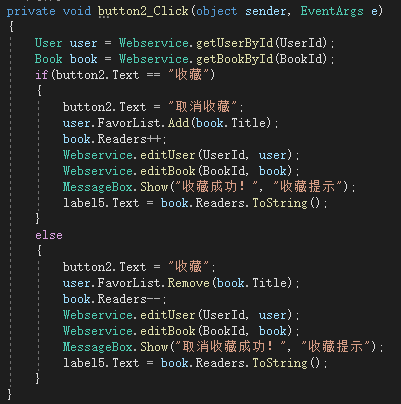 private void button2_Click(object sender, EventArgs e)
{
User user = Webservice.getUserById(UserId);
Book book = Webservice.getBookById(BookId);
if(button2.Text == "收藏")
{
button2.Text = "取消收藏";
user.FavorList.Add(book.Title);
book.Readers++;
Webservice.editUser(UserId, user);
Webservice.editBook(BookId, book);
MessageBox.Show("收藏成功！", "收藏提示");
label5.Text = book.Readers.ToString();
}
else
{
button2.Text = "收藏";
user.FavorList.Remove(book.Title);
book.Readers--;
Webservice.editUser(UserId, user);
Webservice.editBook(BookId, book);
MessageBox.Show("取消收藏成功！", "收藏提示");
label5.Text = book.Readers.ToString();
}
}